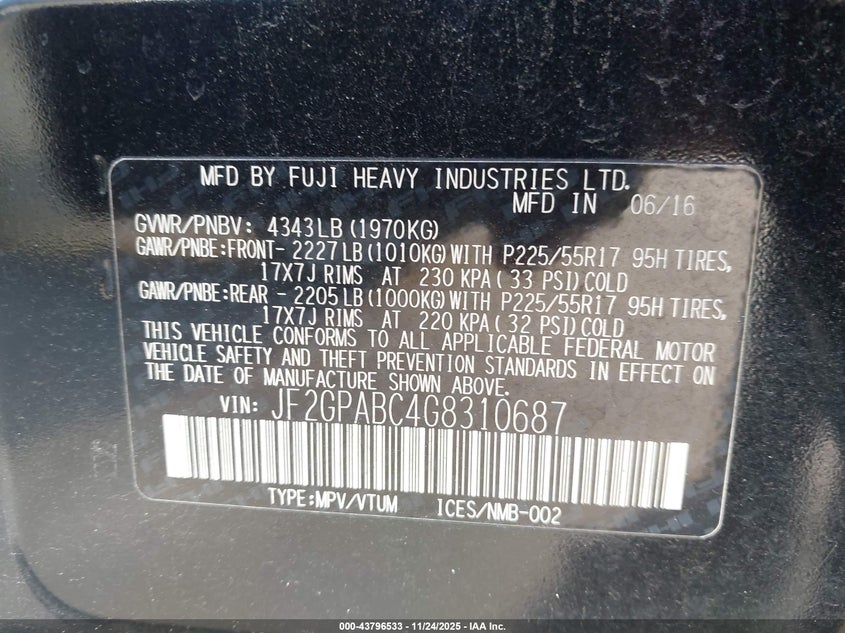 MFD BY FUJI HEAVY INDUSTRIES LTD.
MFD IN 06/16
GVWR/PNBV: 4343LB(1970KG)
GAWR/PNBE:FRONT- 2227LB(1010KG)WITH P225/55R17 95H TIRES,
17X7J RIMS AT 230 KPA( 33 PSI)COLD
GAWR/PNBE:REAR - 2205LB(1000KG)WITH P225/55R17 95H TIRES,
17X7J RIMS AT 220 KPA( 32 PSI)COLD
THIS VEHICLE CONFORMS TO ALL APPLICABLE FEDERAL MOTOR
VEHICLE SAFETY AND THEFT PREVENTION STANDARDS IN EFFECT ON
THE DATE OF MANUFACTURE SHOWN ABOVE.
VIN: JF2GPABC4G8310687
TYPE:MPV/VTUM ICES/NMB-002
000-43796533 - 11/24/2025 - IAA Inc.